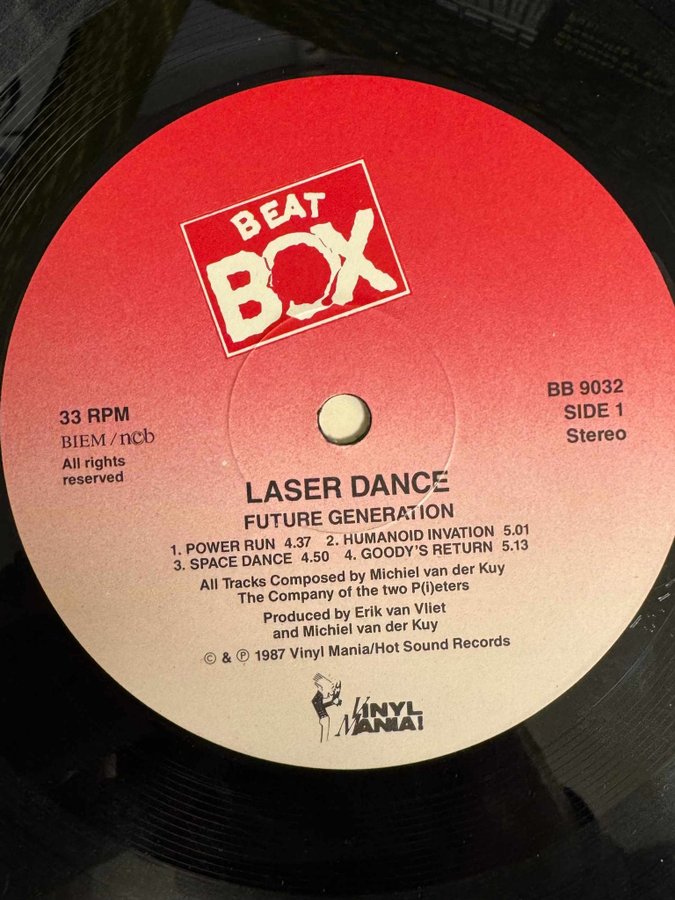 BEAT
BOX
33 RPM
BIEM / ncb
All rights
reserved
BB 9032
SIDE 1
Stereo
LASER DANCE
FUTURE GENERATION
1. POWER RUN 4.37 2. HUMANOID INVATION 5.01
3. SPACE DANCE 4.50 4. GOODY'S RETURN 5.13
All Tracks Composed by Michiel van der Kuy
The Company of the two P(i)eters
Produced by Erik van Vliet
and Michiel van der Kuy
© & ℗ 1987 Vinyl Mania/Hot Sound Records
VINYL
MANIA!